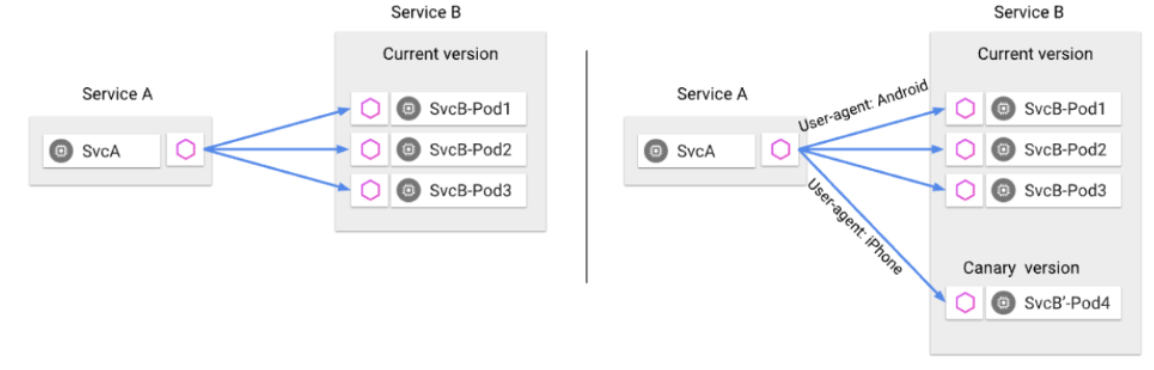 Service B
Current version
Service A
SvcB-Pod1
SvcA
SvcB-Pod2
SvcB-Pod3
Service B
Current version
Service A
User-agent: Android
SvcB-Pod1
SvcA
SvcB-Pod2
SvcB-Pod3
User-agent: iPhone
Canary version
SvcB'-Pod4